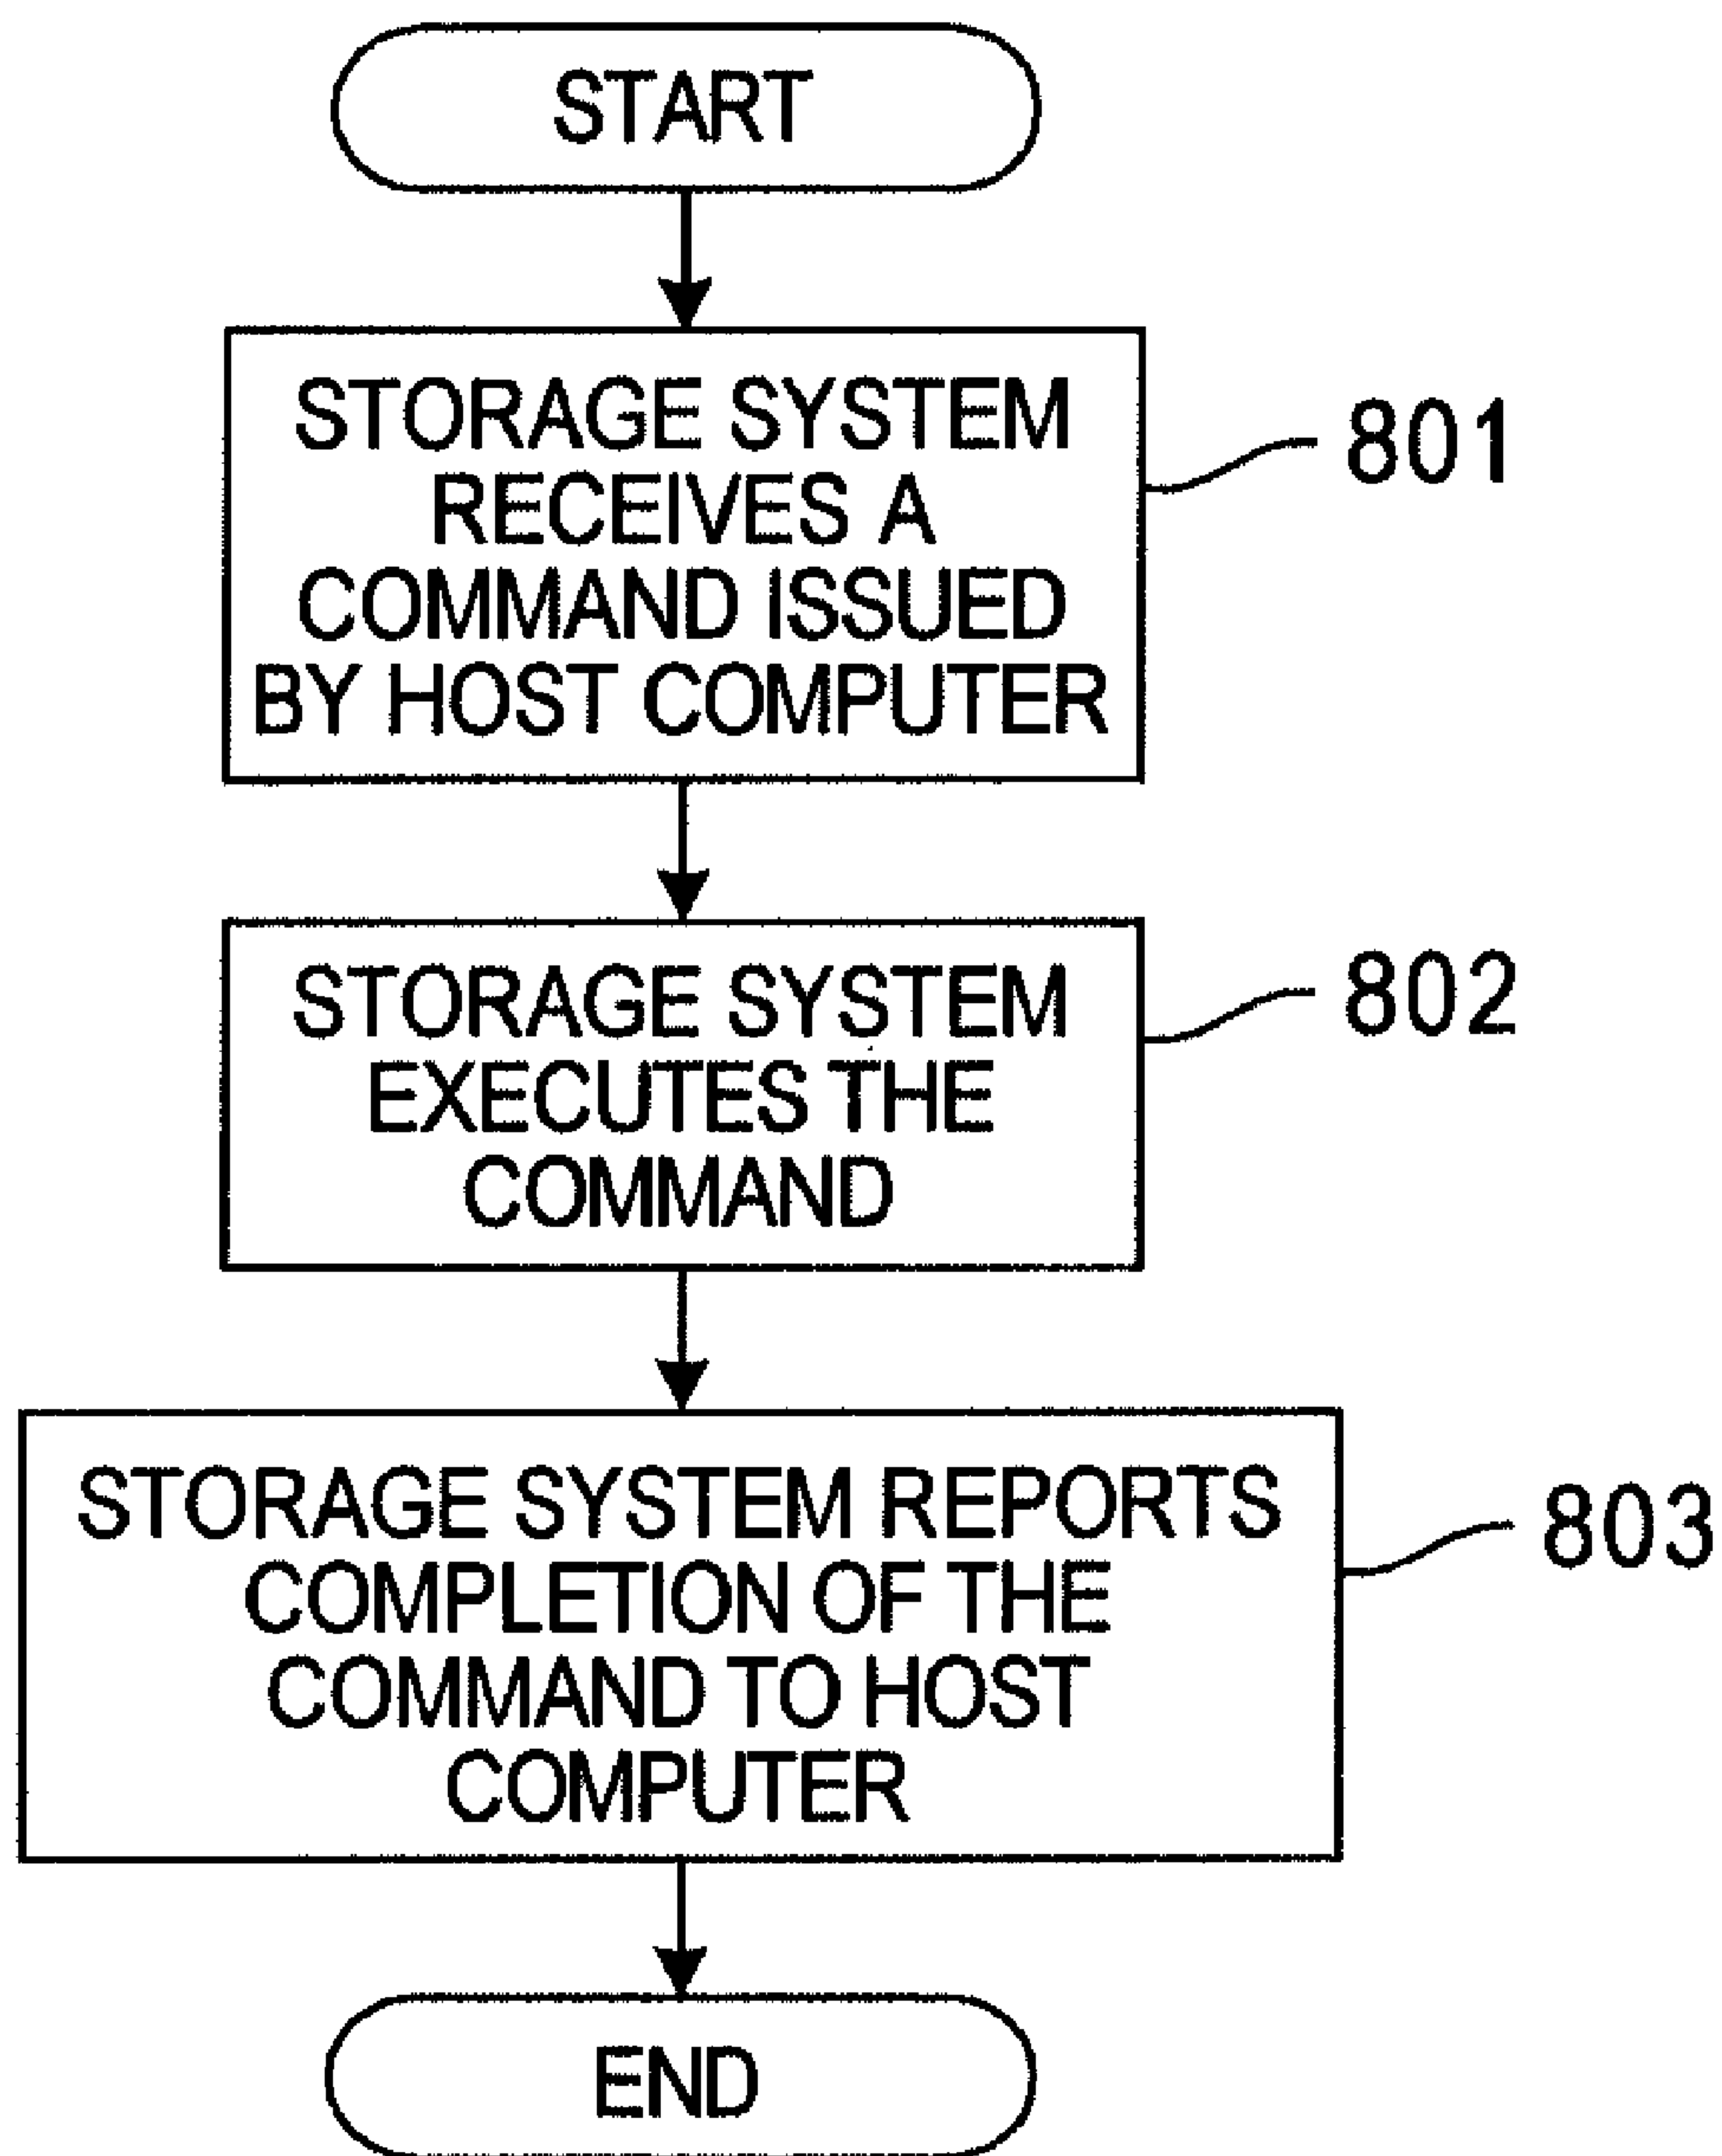 START
STORAGE SYSTEM
RECEIVES A
COMMAND ISSUED
BY HOST COMPUTER
801
STORAGE SYSTEM
EXECUTES THE
COMMAND
802
STORAGE SYSTEM REPORTS
COMPLETION OF THE
COMMAND TO HOST
COMPUTER
803
END